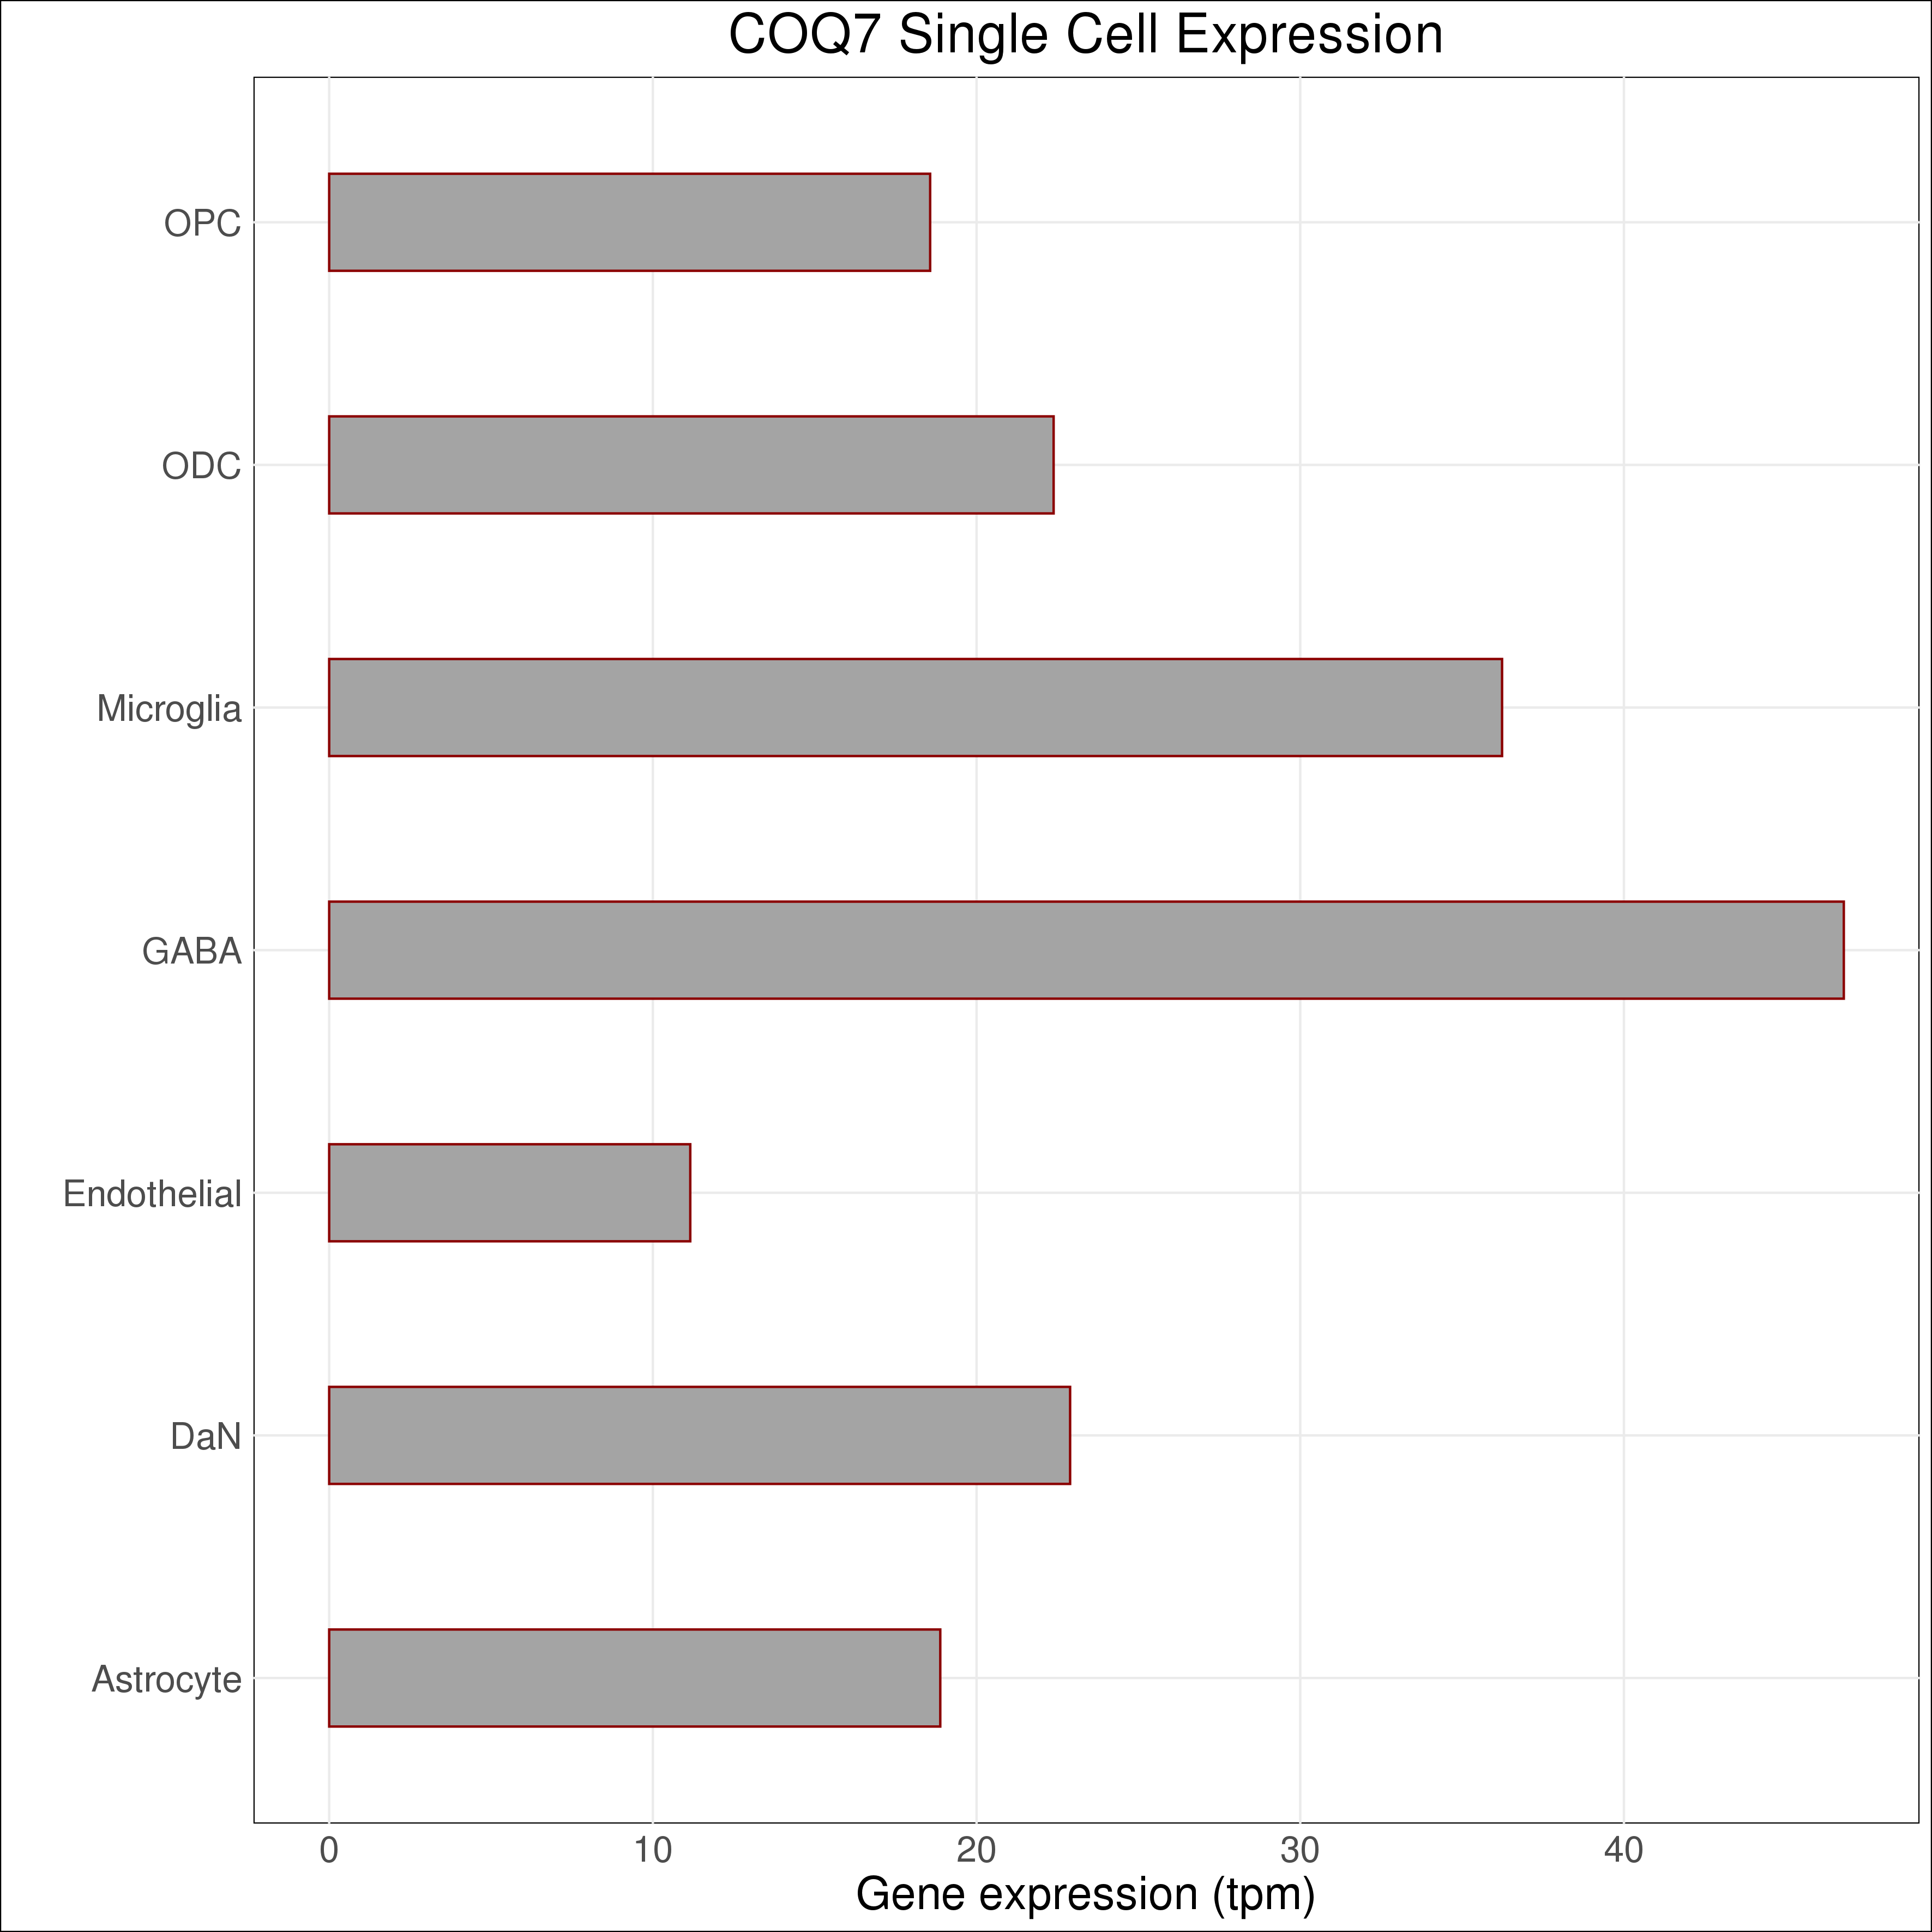 COQ7 Single Cell Expression
OPC
ODC
Microglia
GABA
Endothelial
DaN
Astrocyte
0 10 20 30 40
Gene expression (tpm)